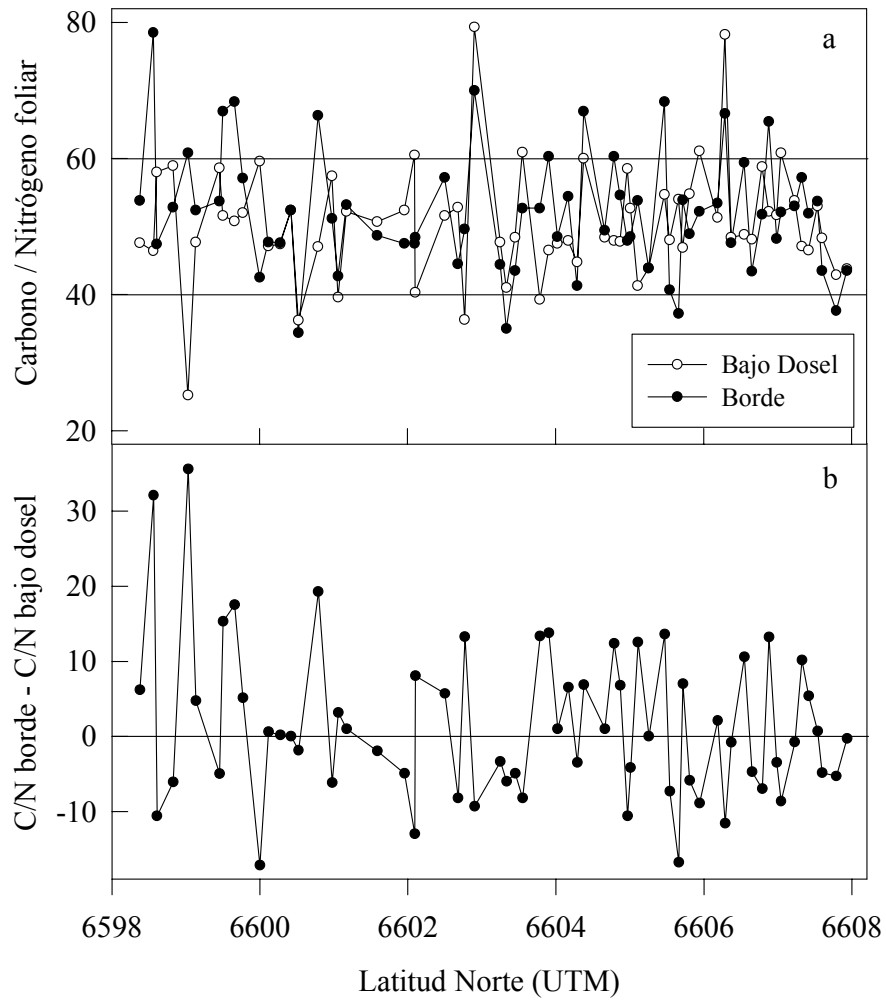 Carbono / Nitrógeno foliar
80
60
40
20
a
Bajo Dosel
Borde
C/N borde - C/N bajo dosel
30
20
10
0
-10
b
6598
6600
6602
6604
6606
6608
Latitud Norte (UTM)